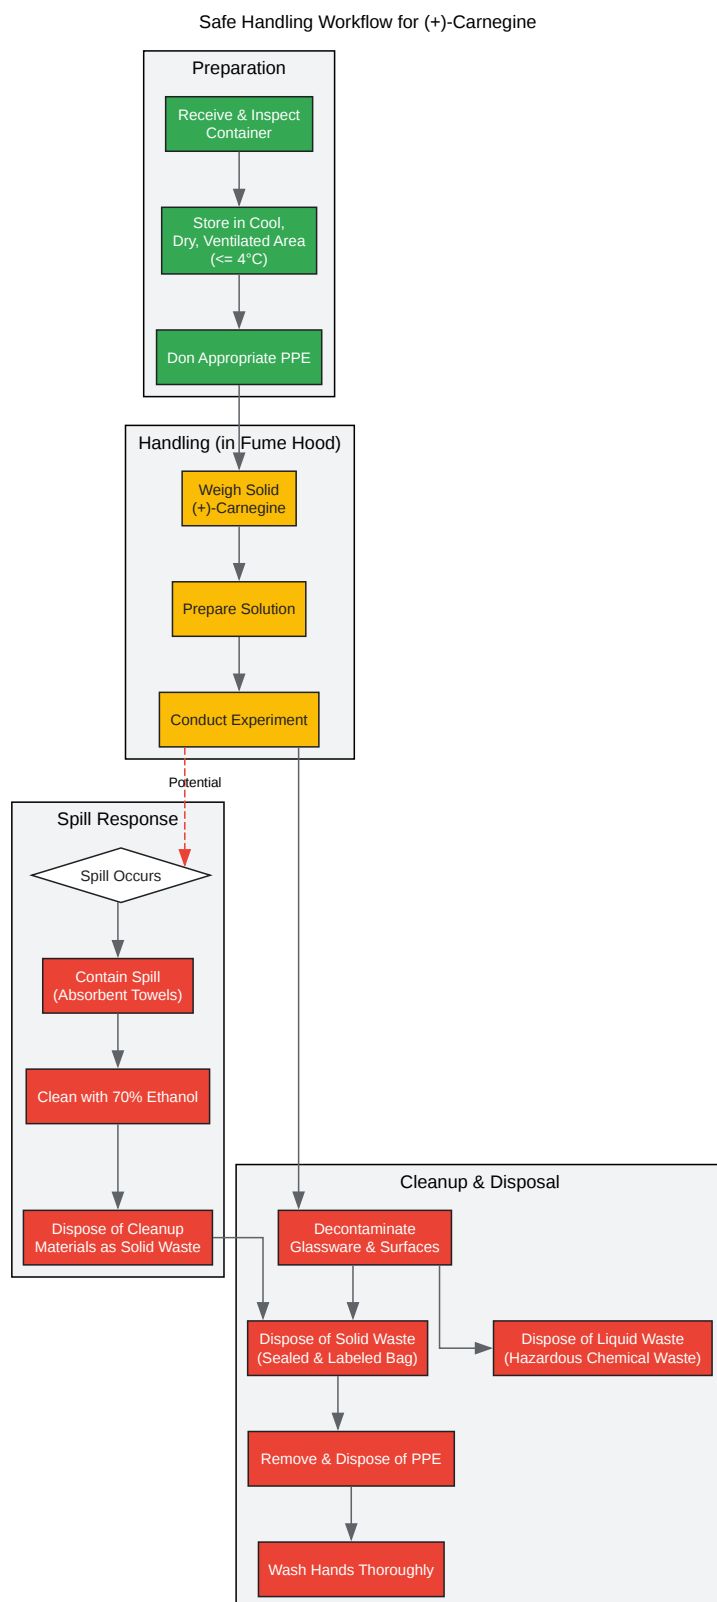 Safe Handling Workflow for (+)-Carnegine
Preparation
Receive & Inspect
Container
Store in Cool,
Dry, Ventilated Area
(<= 4°C)
Don Appropriate PPE
Handling (in Fume Hood)
Weigh Solid
(+)-Carnegine
Prepare Solution
Conduct Experiment
Potential
Spill Response
Spill Occurs
Contain Spill
(Absorbent Towels)
Clean with 70% Ethanol
Dispose of Cleanup
Materials as Solid Waste
Cleanup & Disposal
Decontaminate
Glassware & Surfaces
Dispose of Solid Waste
(Sealed & Labeled Bag)
Dispose of Liquid Waste
(Hazardous Chemical Waste)
Remove & Dispose of PPE
Wash Hands Thoroughly